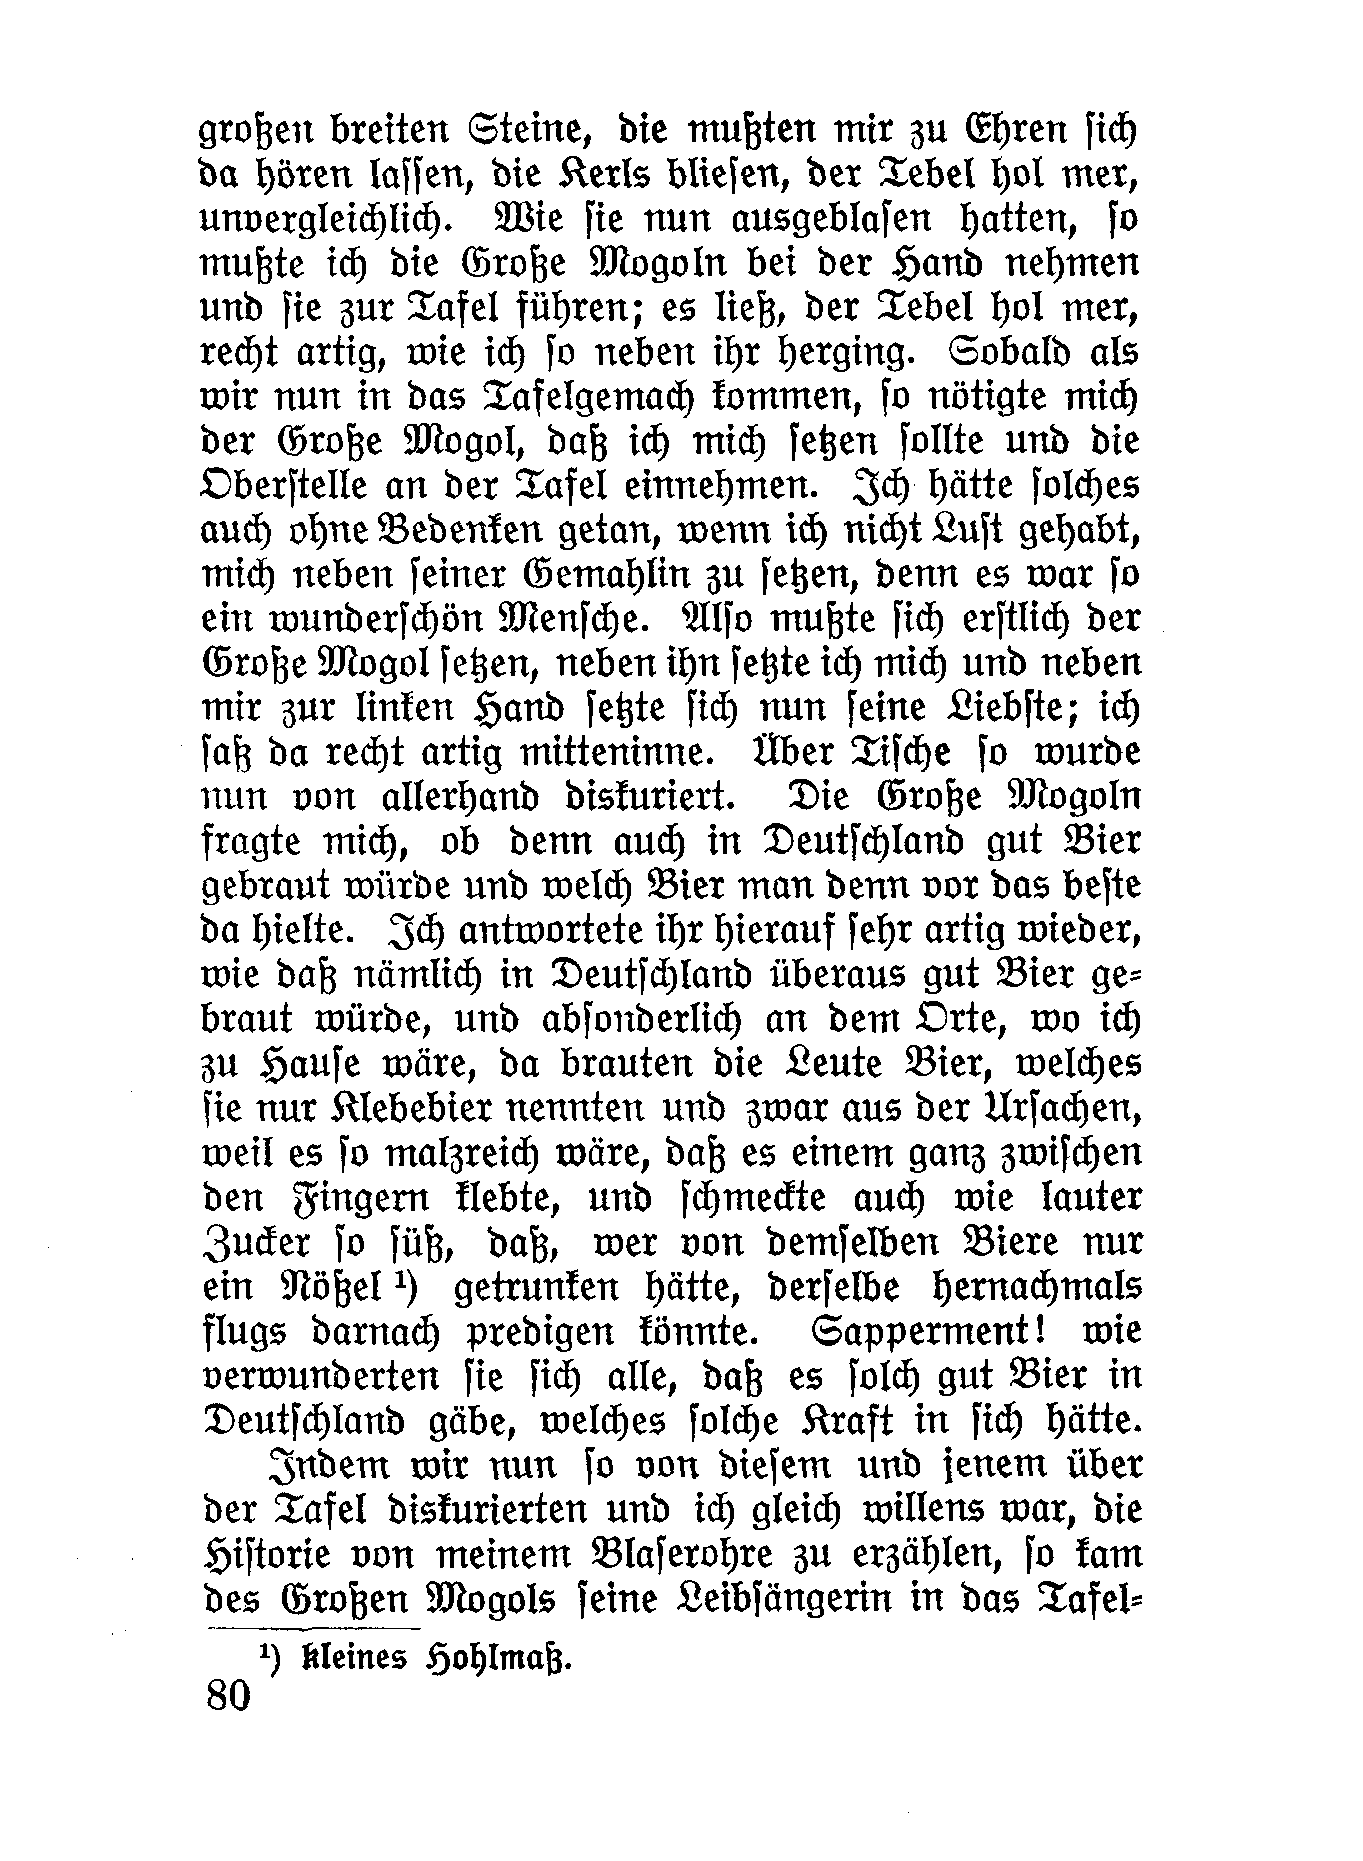 großen breiten Steine, die mußten mir zu Ehren ſich
da hören laſſen, die Kerls blieſen, der Tebel hol mer,
unvergleichlich. Wie ſie nun ausgeblaſen hatten, ſo
mußte ich die Große Mogoln bei der Hand nehmen
und ſie zur Tafel führen; es ließ, der Tebel hol mer,
recht artig, wie ich ſo neben ihr herging. Sobald als
wir nun in das Tafelgemach kommen, ſo nötigte mich
der Große Mogol, daß ich mich ſetzen ſollte und die
Oberſtelle an der Tafel einnehmen. Ich hätte ſolches
auch ohne Bedenken getan, wenn ich nicht Luſt gehabt,
mich neben ſeiner Gemahlin zu ſetzen, denn es war ſo
ein wunderſchön Menſche. Alſo mußte ſich erſtlich der
Große Mogol ſetzen, neben ihn ſetzte ich mich und neben
mir zur linken Hand ſetzte ſich nun ſeine Liebſte; ich
ſaß da recht artig mitteninne. Über Tiſche ſo wurde
nun von allerhand diskuriert. Die Große Mogoln
fragte mich, ob denn auch in Deutſchland gut Bier
gebraut würde und welch Bier man denn vor das beſte
da hielte. Ich antwortete ihr hierauf ſehr artig wieder,
wie daß nämlich in Deutſchland überaus gut Bier ge-
braut würde, und abſonderlich an dem Orte, wo ich
zu Hauſe wäre, da brauten die Leute Bier, welches
ſie nur Klebebier nennten und zwar aus der Urſachen,
weil es ſo malzreich wäre, daß es einem ganz zwiſchen
den Fingern klebte, und ſchmeckte auch wie lauter
Zucker ſo ſüß, daß, wer von demſelben Biere nur
ein Nößel ¹) getrunken hätte, derſelbe hernachmals
flugs darnach predigen könnte. Sapperment! wie
verwunderten ſie ſich alle, daß es ſolch gut Bier in
Deutſchland gäbe, welches ſolche Kraft in ſich hätte.
Indem wir nun ſo von dieſem und jenem über
der Tafel diskurierten und ich gleich willens war, die
Hiſtorie von meinem Blaſerohre zu erzählen, ſo kam
des Großen Mogols ſeine Leibſängerin in das Tafel-
¹) kleines Hohlmaß.
80